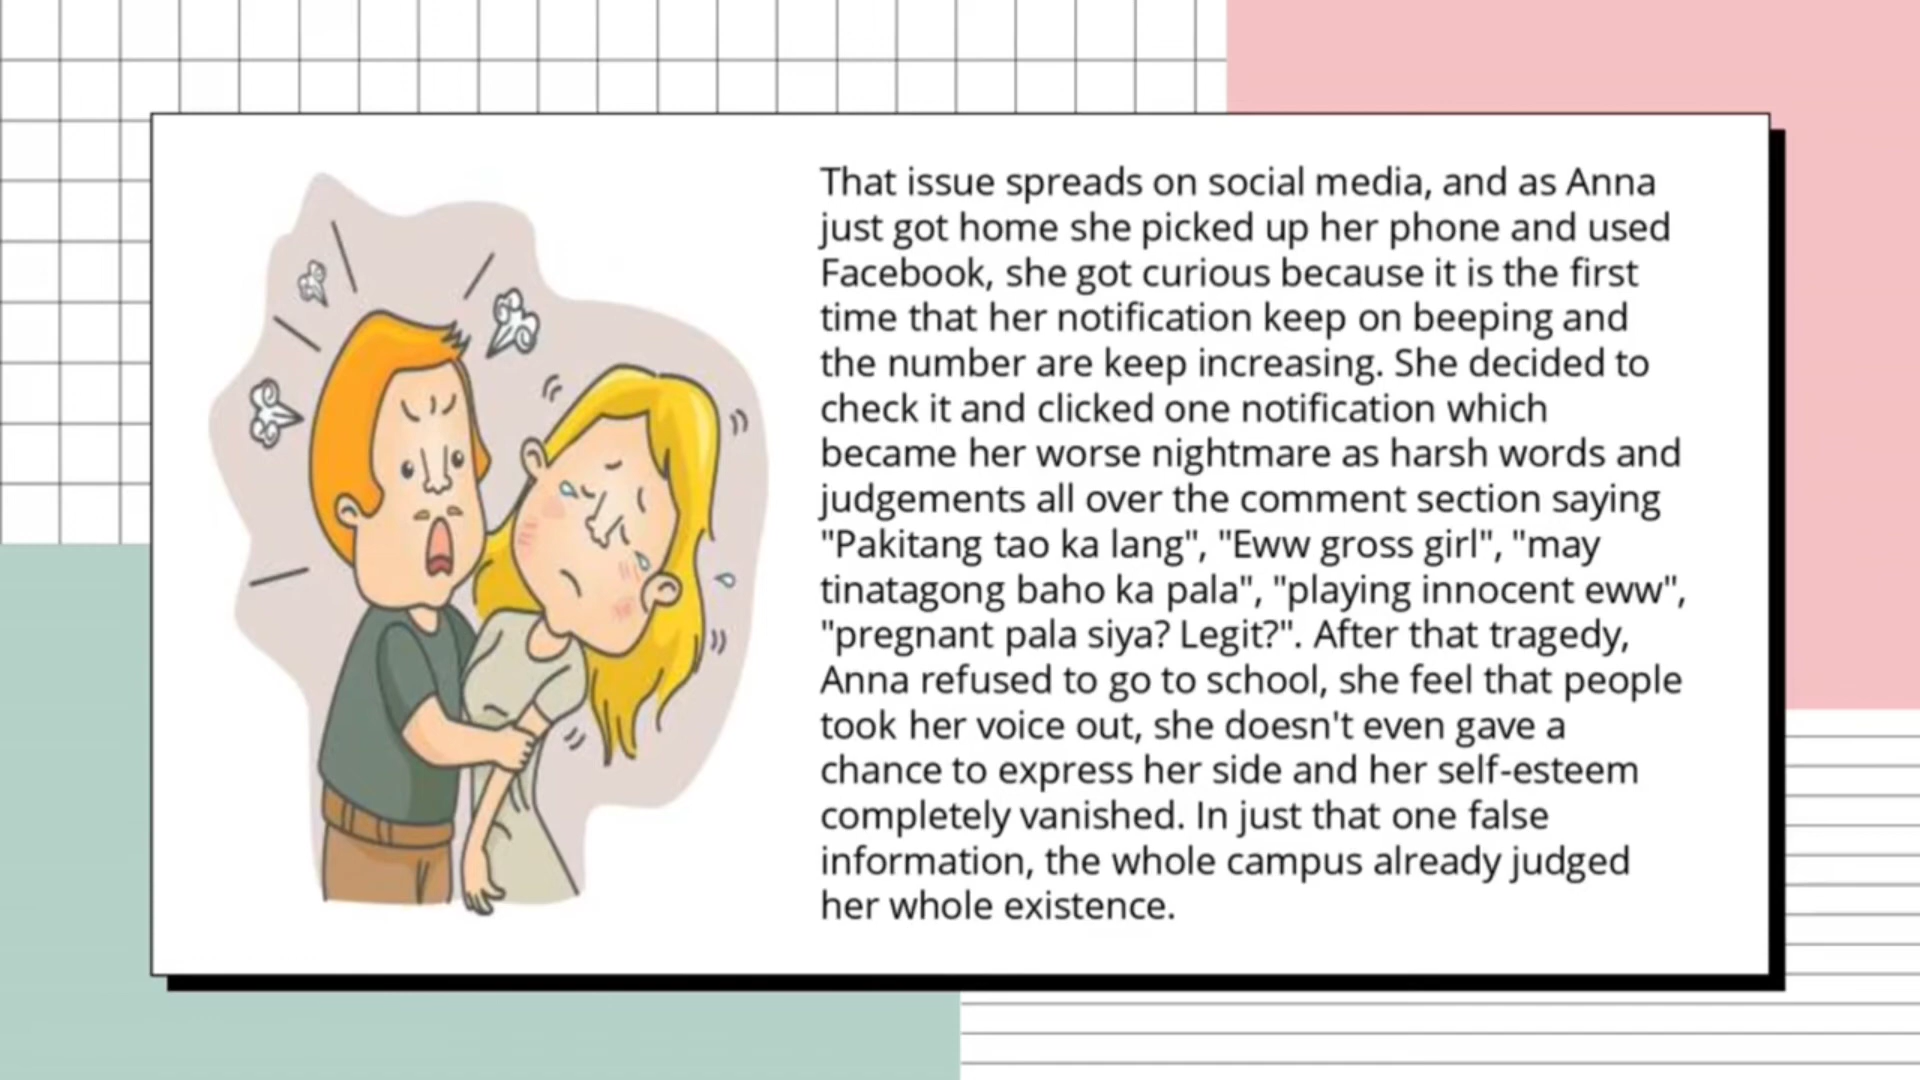 That issue spreads on social media, and as Anna
just got home she picked up her phone and used
Facebook, she got curious because it is the first
time that her notification keep on beeping and
the number are keep increasing. She decided to
check it and clicked one notification which
became her worse nightmare as harsh words and
judgements all over the comment section saying
"Pakitang tao ka lang", "Eww gross girl", "may
tinatagong baho ka pala", "playing innocent eww",
"pregnant pala siya? Legit?". After that tragedy,
Anna refused to go to school, she feel that people
took her voice out, she doesn't even gave a
chance to express her side and her self-esteem
completely vanished. In just that one false
information, the whole campus already judged
her whole existence.